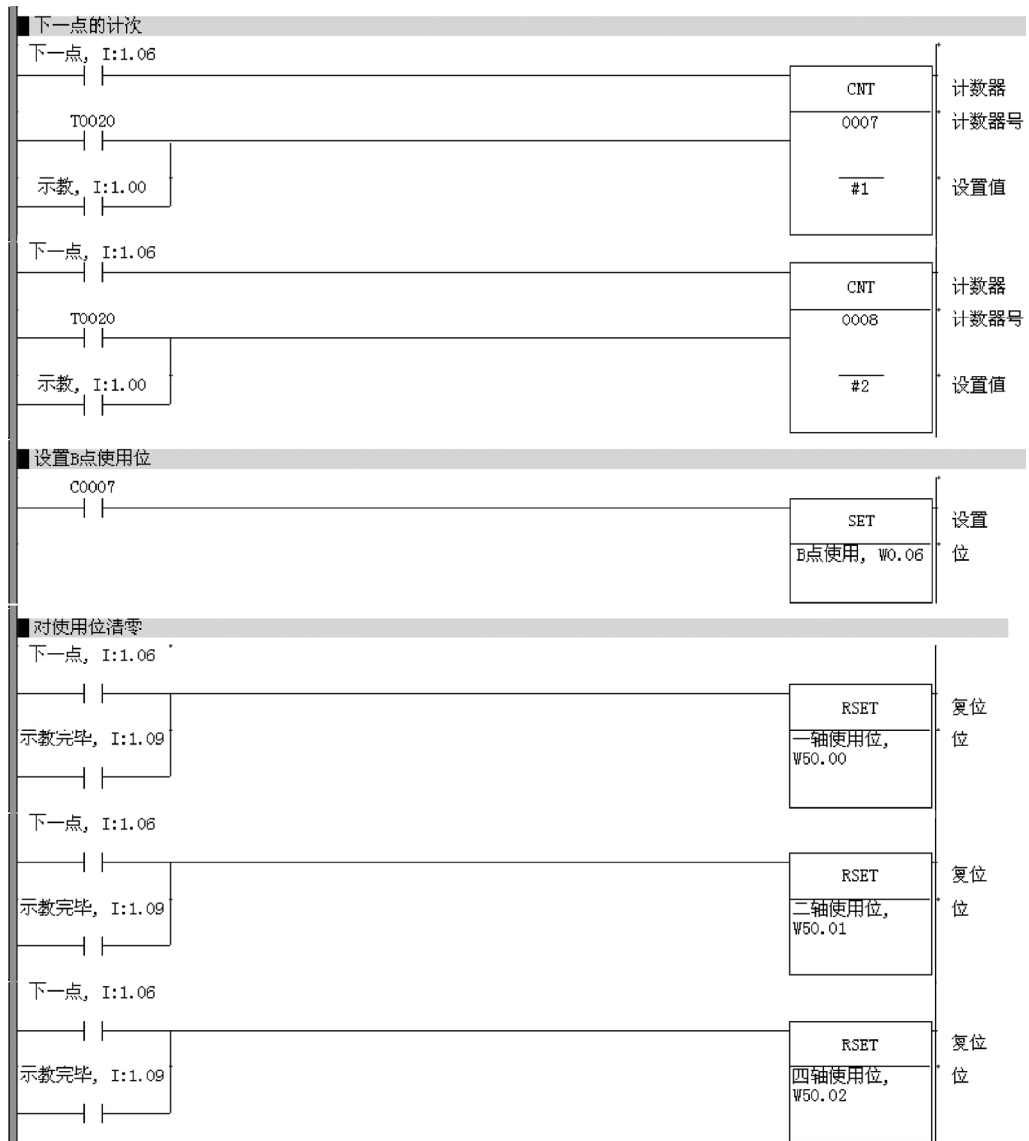 下一点的计次
下一点, I:1.06
CNT 计数器
T0020 0007 计数器号
示教, I:1.00 #1 设置值
下一点, I:1.06
CNT 计数器
T0020 0008 计数器号
示教, I:1.00 #2 设置值
设置B点使用位
C0007
SET 设置
B点使用, W0.06 位
对使用位清零
下一点, I:1.06
RSET 复位
示教完毕, I:1.09 一轴使用位, 位
W50.00
下一点, I:1.06
RSET 复位
示教完毕, I:1.09 二轴使用位, 位
W50.01
下一点, I:1.06
RSET 复位
示教完毕, I:1.09 四轴使用位, 位
W50.02